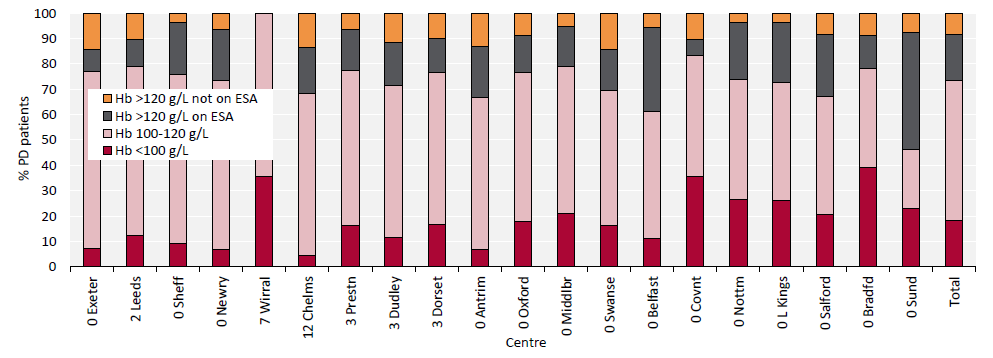 100
90
80
70
60
50
40
30
20
10
0
% PD patients
Hb >120 g/L not on ESA
Hb >120 g/L on ESA
Hb 100-120 g/L
Hb <100 g/L
0 Exeter
2 Leeds
0 Sheff
0 Newry
7 Wirral
12 Chelms
3 Prestn
3 Dudley
3 Dorset
0 Antrim
0 Oxford
0 Middlbr
0 Swanse
0 Belfast
0 Covnt
0 Nottm
0 L Kings
0 Salford
0 Bradfd
0 Sund
Total
Centre